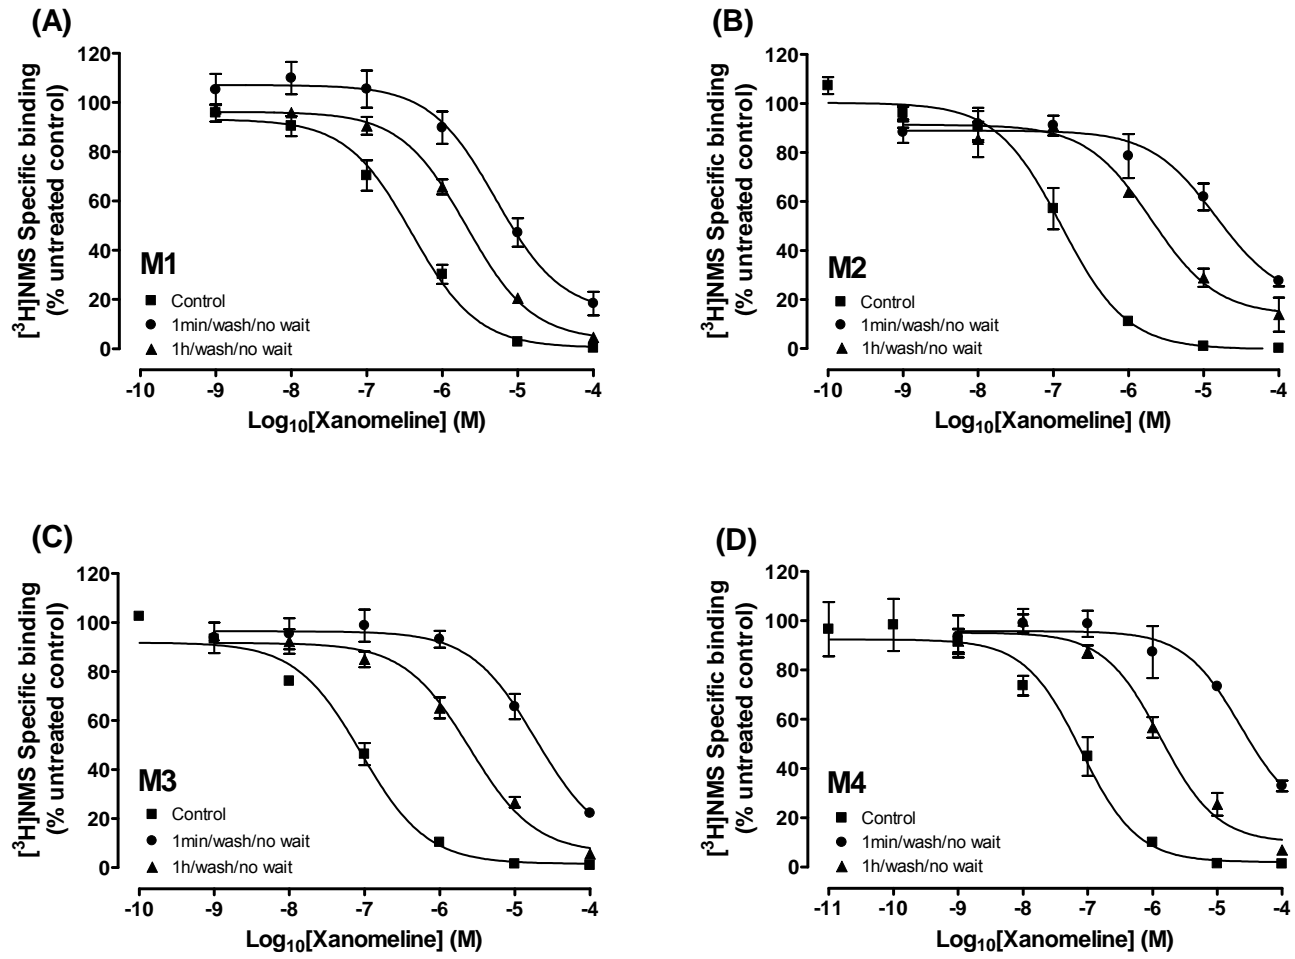 (A)
[³H]NMS Specific binding
(% untreated control)
120
100
80
60
40
20
0
M1
Control
1min/wash/no wait
1h/wash/no wait
-10 -9 -8 -7 -6 -5 -4
Log₁₀[Xanomeline] (M)
(B)
[³H]NMS Specific binding
(% untreated control)
120
100
80
60
40
20
0
M2
Control
1min/wash/no wait
1h/wash/no wait
-10 -9 -8 -7 -6 -5 -4
Log₁₀[Xanomeline] (M)
(C)
[³H]NMS Specific binding
(% untreated control)
120
100
80
60
40
20
0
M3
Control
1min/wash/no wait
1h/wash/no wait
-10 -9 -8 -7 -6 -5 -4
Log₁₀[Xanomeline] (M)
(D)
[³H]NMS Specific binding
(% untreated control)
120
100
80
60
40
20
0
M4
Control
1min/wash/no wait
1h/wash/no wait
-11 -10 -9 -8 -7 -6 -5 -4
Log₁₀[Xanomeline] (M)